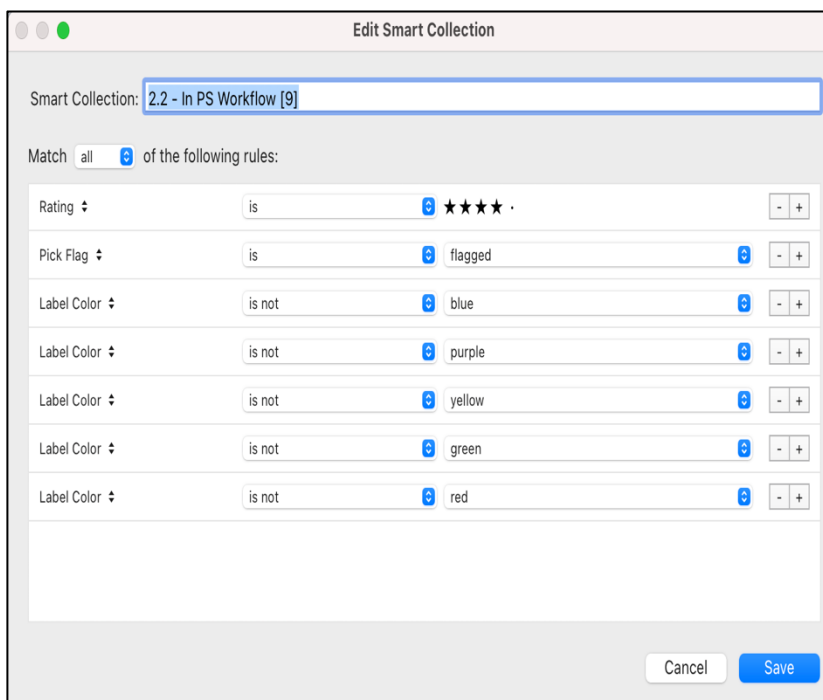 Edit Smart Collection
Smart Collection: 2.2 - In PS Workflow [9]
Match all of the following rules:
Rating is ★★★★ ·
Pick Flag is flagged - +
Label Color is not blue - +
Label Color is not purple - +
Label Color is not yellow - +
Label Color is not green - +
Label Color is not red - +
Cancel Save